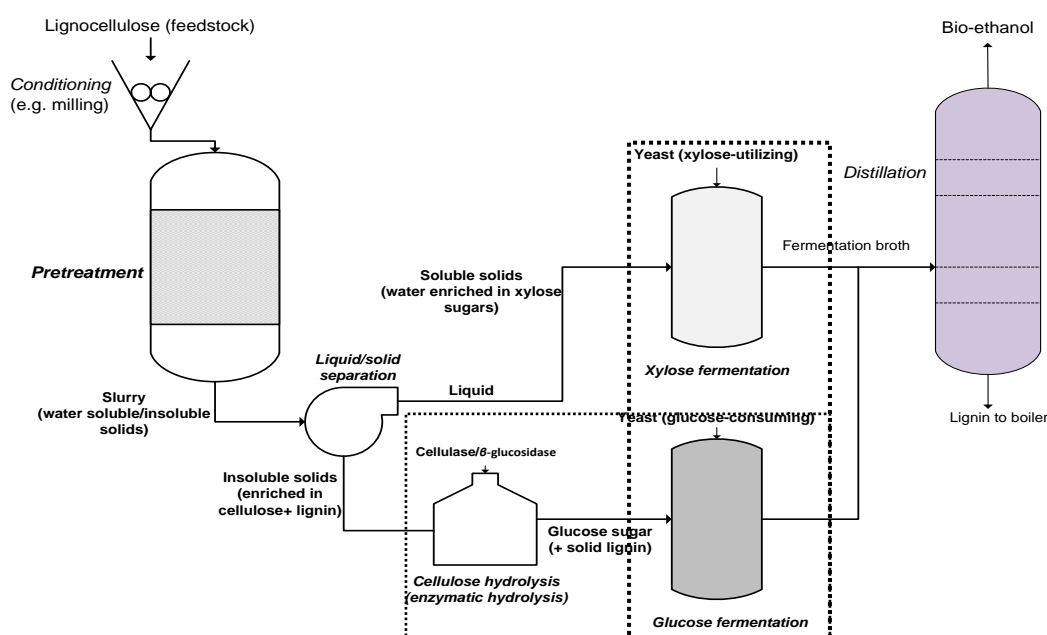 Lignocellulose (feedstock)
Bio-ethanol
Conditioning
(e.g. milling)
Yeast (xylose-utilizing)
Distillation
Fermentation broth
Pretreatment
Soluble solids
(water enriched in xylose
sugars)
Liquid/solid
separation
Xylose fermentation
Liquid
Slurry
(water soluble/insoluble
solids)
Yeast (glucose-consuming)
Lignin to boiler
Cellulase/β-glucosidase
Insoluble solids
(enriched in
cellulose+ lignin)
Glucose sugar
(+ solid lignin)
Cellulose hydrolysis
(enzymatic hydrolysis)
Glucose fermentation